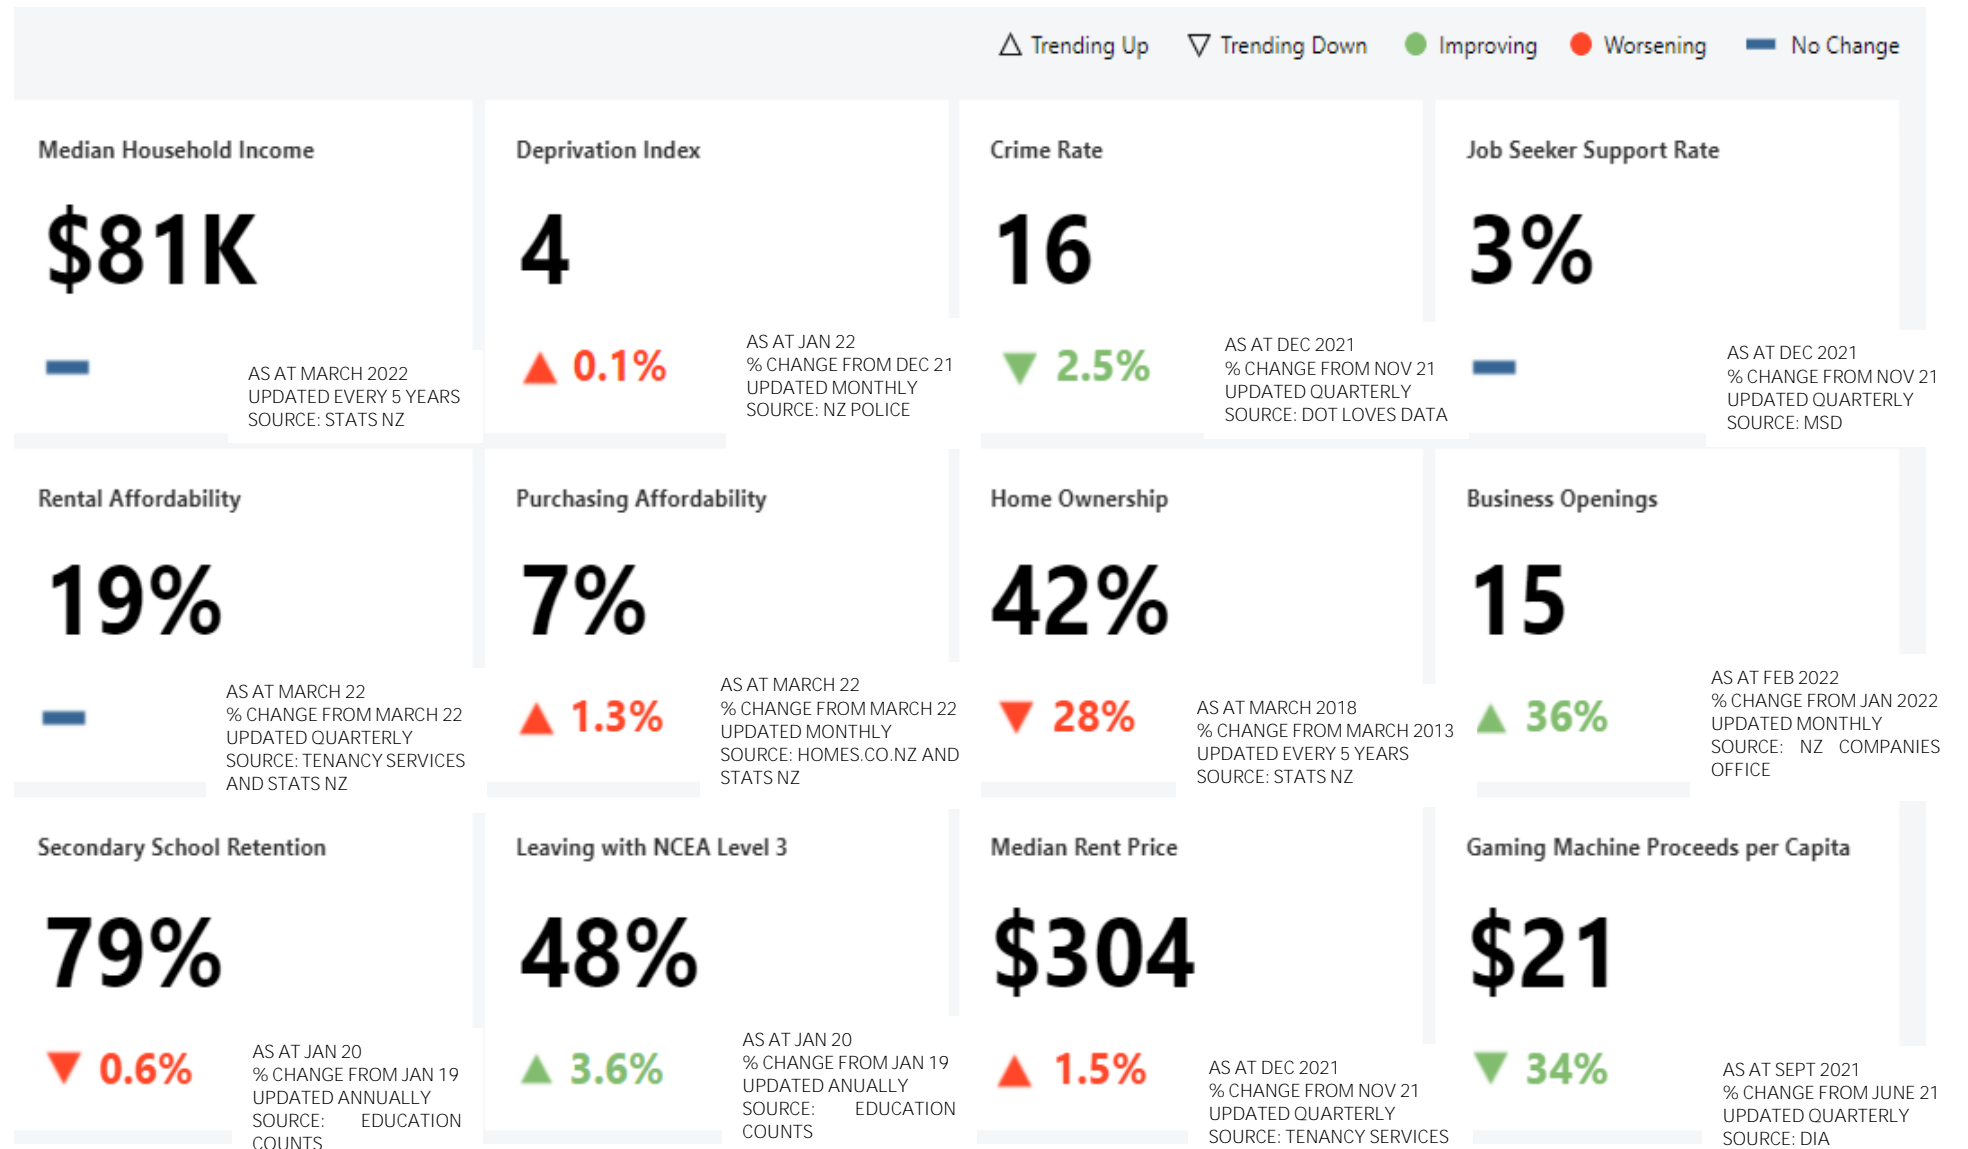 Trending Up Trending Down Improving Worsening No Change
Median Household Income
$81K
AS AT MARCH 2022
UPDATED EVERY 5 YEARS
SOURCE: STATS NZ
Deprivation Index
4
0.1%
AS AT JAN 22
% CHANGE FROM DEC 21
UPDATED MONTHLY
SOURCE: NZ POLICE
Crime Rate
16
2.5%
AS AT DEC 2021
% CHANGE FROM NOV 21
UPDATED QUARTERLY
SOURCE: DOT LOVES DATA
Job Seeker Support Rate
3%
AS AT DEC 2021
% CHANGE FROM NOV 21
UPDATED QUARTERLY
SOURCE: MSD
Rental Affordability
19%
AS AT MARCH 22
% CHANGE FROM MARCH 22
UPDATED QUARTERLY
SOURCE: TENANCY SERVICES
AND STATS NZ
Purchasing Affordability
7%
1.3%
AS AT MARCH 22
% CHANGE FROM MARCH 22
UPDATED MONTHLY
SOURCE: HOMES.CO.NZ AND
STATS NZ
Home Ownership
42%
28%
AS AT MARCH 2018
% CHANGE FROM MARCH 2013
UPDATED EVERY 5 YEARS
SOURCE: STATS NZ
Business Openings
15
36%
AS AT FEB 2022
% CHANGE FROM JAN 2022
UPDATED MONTHLY
SOURCE: NZ COMPANIES
OFFICE
Secondary School Retention
79%
0.6%
AS AT JAN 20
% CHANGE FROM JAN 19
UPDATED ANNUALLY
SOURCE: EDUCATION
COUNTS
Leaving with NCEA Level 3
48%
3.6%
AS AT JAN 20
% CHANGE FROM JAN 19
UPDATED ANUALLY
SOURCE: EDUCATION
COUNTS
Median Rent Price
$304
1.5%
AS AT DEC 2021
% CHANGE FROM NOV 21
UPDATED QUARTERLY
SOURCE: TENANCY SERVICES
Gaming Machine Proceeds per Capita
$21
34%
AS AT SEPT 2021
% CHANGE FROM JUNE 21
UPDATED QUARTERLY
SOURCE: DIA